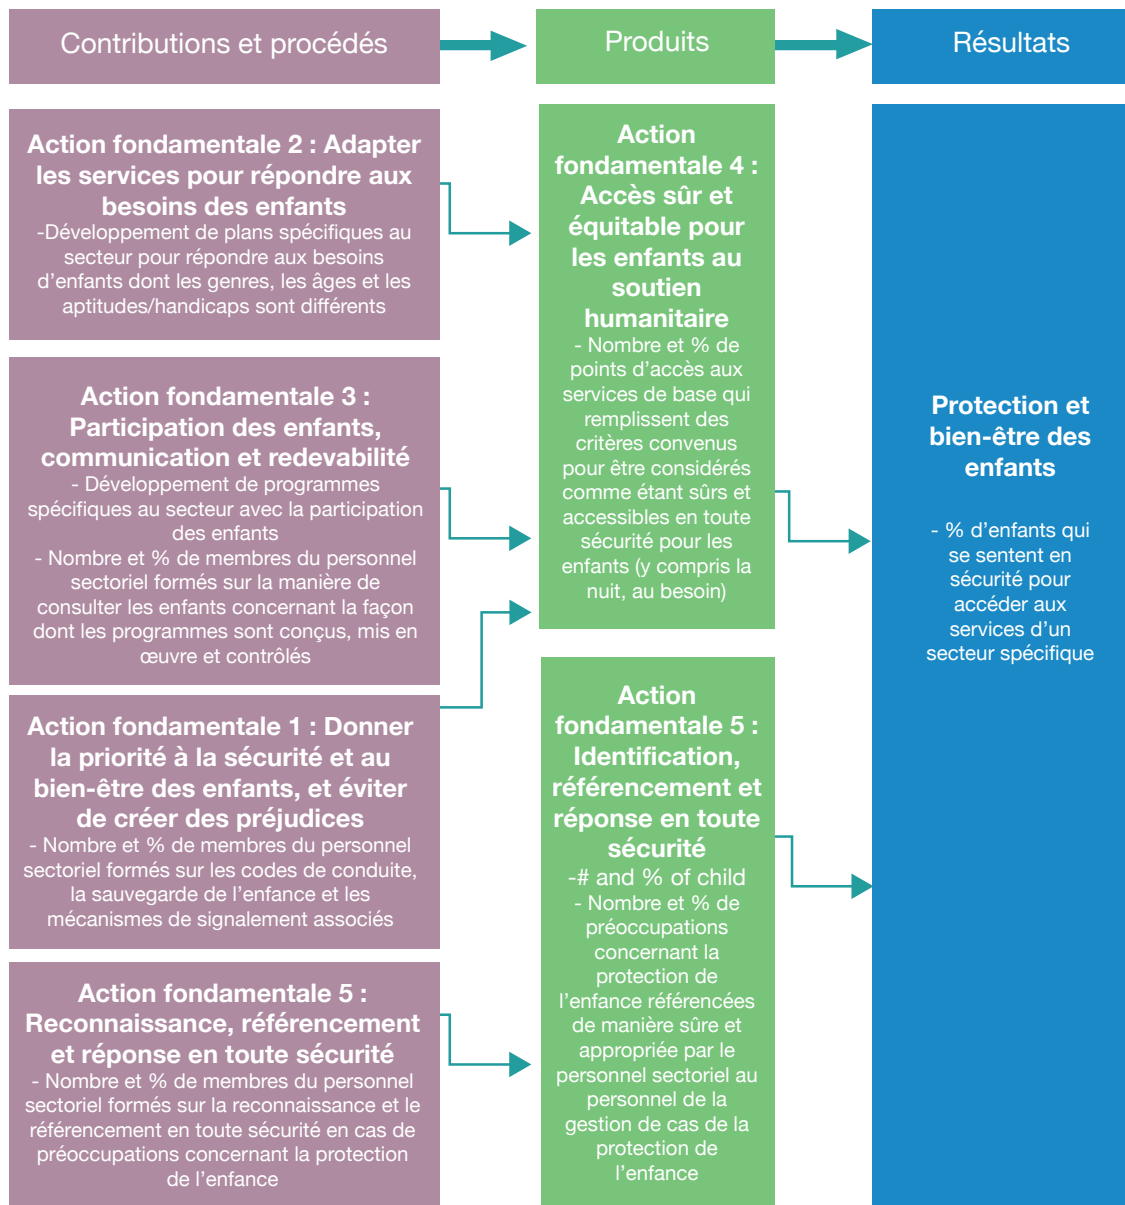 Contributions et procédés
Produits
Résultats
Action fondamentale 2 : Adapter
les services pour répondre aux
besoins des enfants
-Développement de plans spécifiques au
secteur pour répondre aux besoins
d’enfants dont les genres, les âges et les
aptitudes/handicaps sont différents
Action fondamentale 3 :
Participation des enfants,
communication et redevabilité
- Développement de programmes
spécifiques au secteur avec la participation
des enfants
- Nombre et % de membres du personnel
sectoriel formés sur la manière de
consulter les enfants concernant la façon
dont les programmes sont conçus, mis en
œuvre et contrôlés
Action fondamentale 1 : Donner
la priorité à la sécurité et au
bien-être des enfants, et éviter
de créer des préjudices
- Nombre et % de membres du personnel
sectoriel formés sur les codes de conduite,
la sauvegarde de l’enfance et les
mécanismes de signalement associés
Action fondamentale 5 :
Reconnaissance, référencement
et réponse en toute sécurité
- Nombre et % de membres du personnel
sectoriel formés sur la reconnaissance et le
référencement en toute sécurité en cas de
préoccupations concernant la protection
de l’enfance
Action
fondamentale 4 :
Accès sûr et
équitable pour
les enfants au
soutien
humanitaire
- Nombre et % de
points d’accès aux
services de base qui
remplissent des
critères convenus
pour être considérés
comme étant sûrs et
accessibles en toute
sécurité pour les
enfants (y compris la
nuit, au besoin)
Action
fondamentale 5 :
Identification,
référencement et
réponse en toute
sécurité
-# and % of child
- Nombre et % de
préoccupations
concernant la
protection de
l’enfance référencées
de manière sûre et
appropriée par le
personnel sectoriel au
personnel de la
gestion de cas de la
protection de
l’enfance
Protection et
bien-être des
enfants
- % d’enfants qui
se sentent en
sécurité pour
accéder aux
services d’un
secteur spécifique